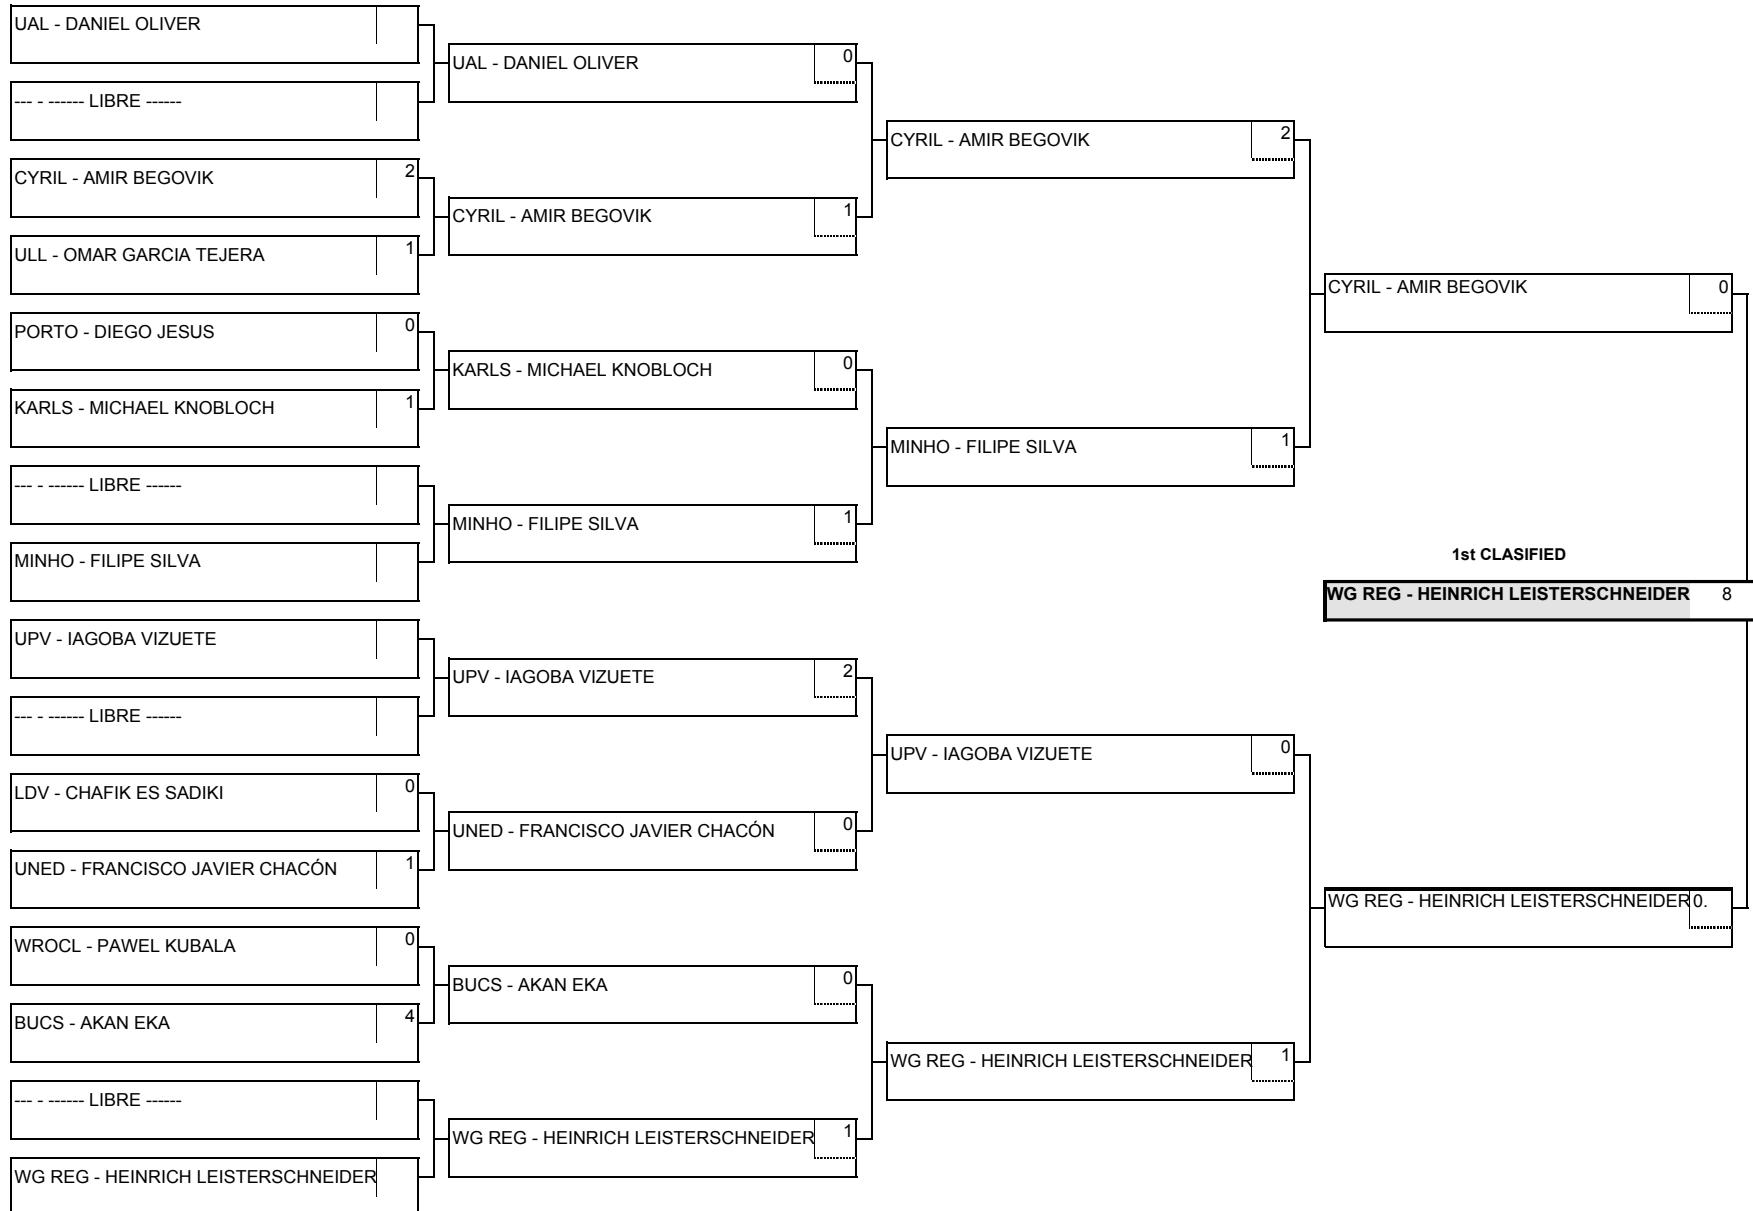 UAL - DANIEL OLIVER
--- - ------ LIBRE ------
CYRIL - AMIR BEGOVIK 2
ULL - OMAR GARCIA TEJERA 1
PORTO - DIEGO JESUS 0
KARLS - MICHAEL KNOBLOCH 1
--- - ------ LIBRE ------
MINHO - FILIPE SILVA
UPV - IAGOBA VIZUETE
--- - ------ LIBRE ------
LDV - CHAFIK ES SADIKI 0
UNED - FRANCISCO JAVIER CHACÓN 1
WROCL - PAWEL KUBALA 0
BUCS - AKAN EKA 4
--- - ------ LIBRE ------
WG REG - HEINRICH LEISTERSCHNEIDER
UAL - DANIEL OLIVER 0
CYRIL - AMIR BEGOVIK 1
KARLS - MICHAEL KNOBLOCH 0
MINHO - FILIPE SILVA 1
UPV - IAGOBA VIZUETE 2
UNED - FRANCISCO JAVIER CHACÓN 0
BUCS - AKAN EKA 0
WG REG - HEINRICH LEISTERSCHNEIDER 1
CYRIL - AMIR BEGOVIK 2
MINHO - FILIPE SILVA 1
UPV - IAGOBA VIZUETE 0
WG REG - HEINRICH LEISTERSCHNEIDER 1
CYRIL - AMIR BEGOVIK 0
1st CLASIFIED
WG REG - HEINRICH LEISTERSCHNEIDER 8
WG REG - HEINRICH LEISTERSCHNEIDER 0.